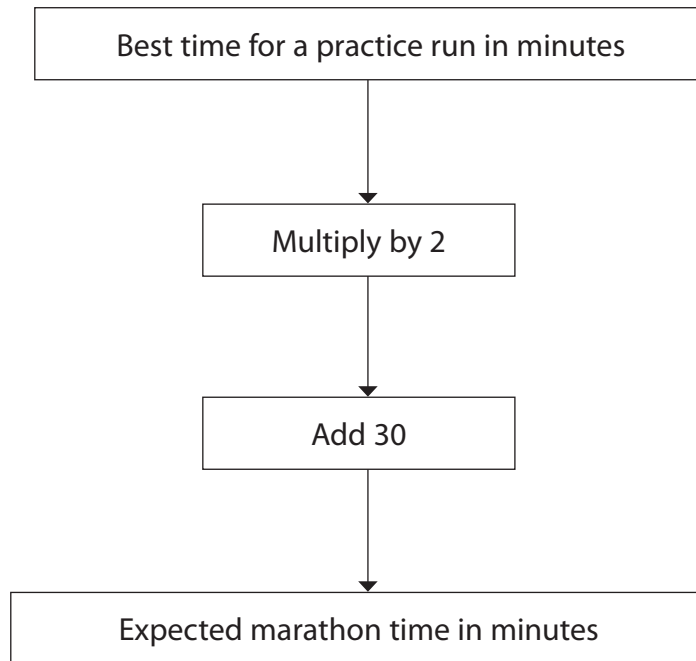 Best time for a practice run in minutes
Multiply by 2
Add 30
Expected marathon time in minutes